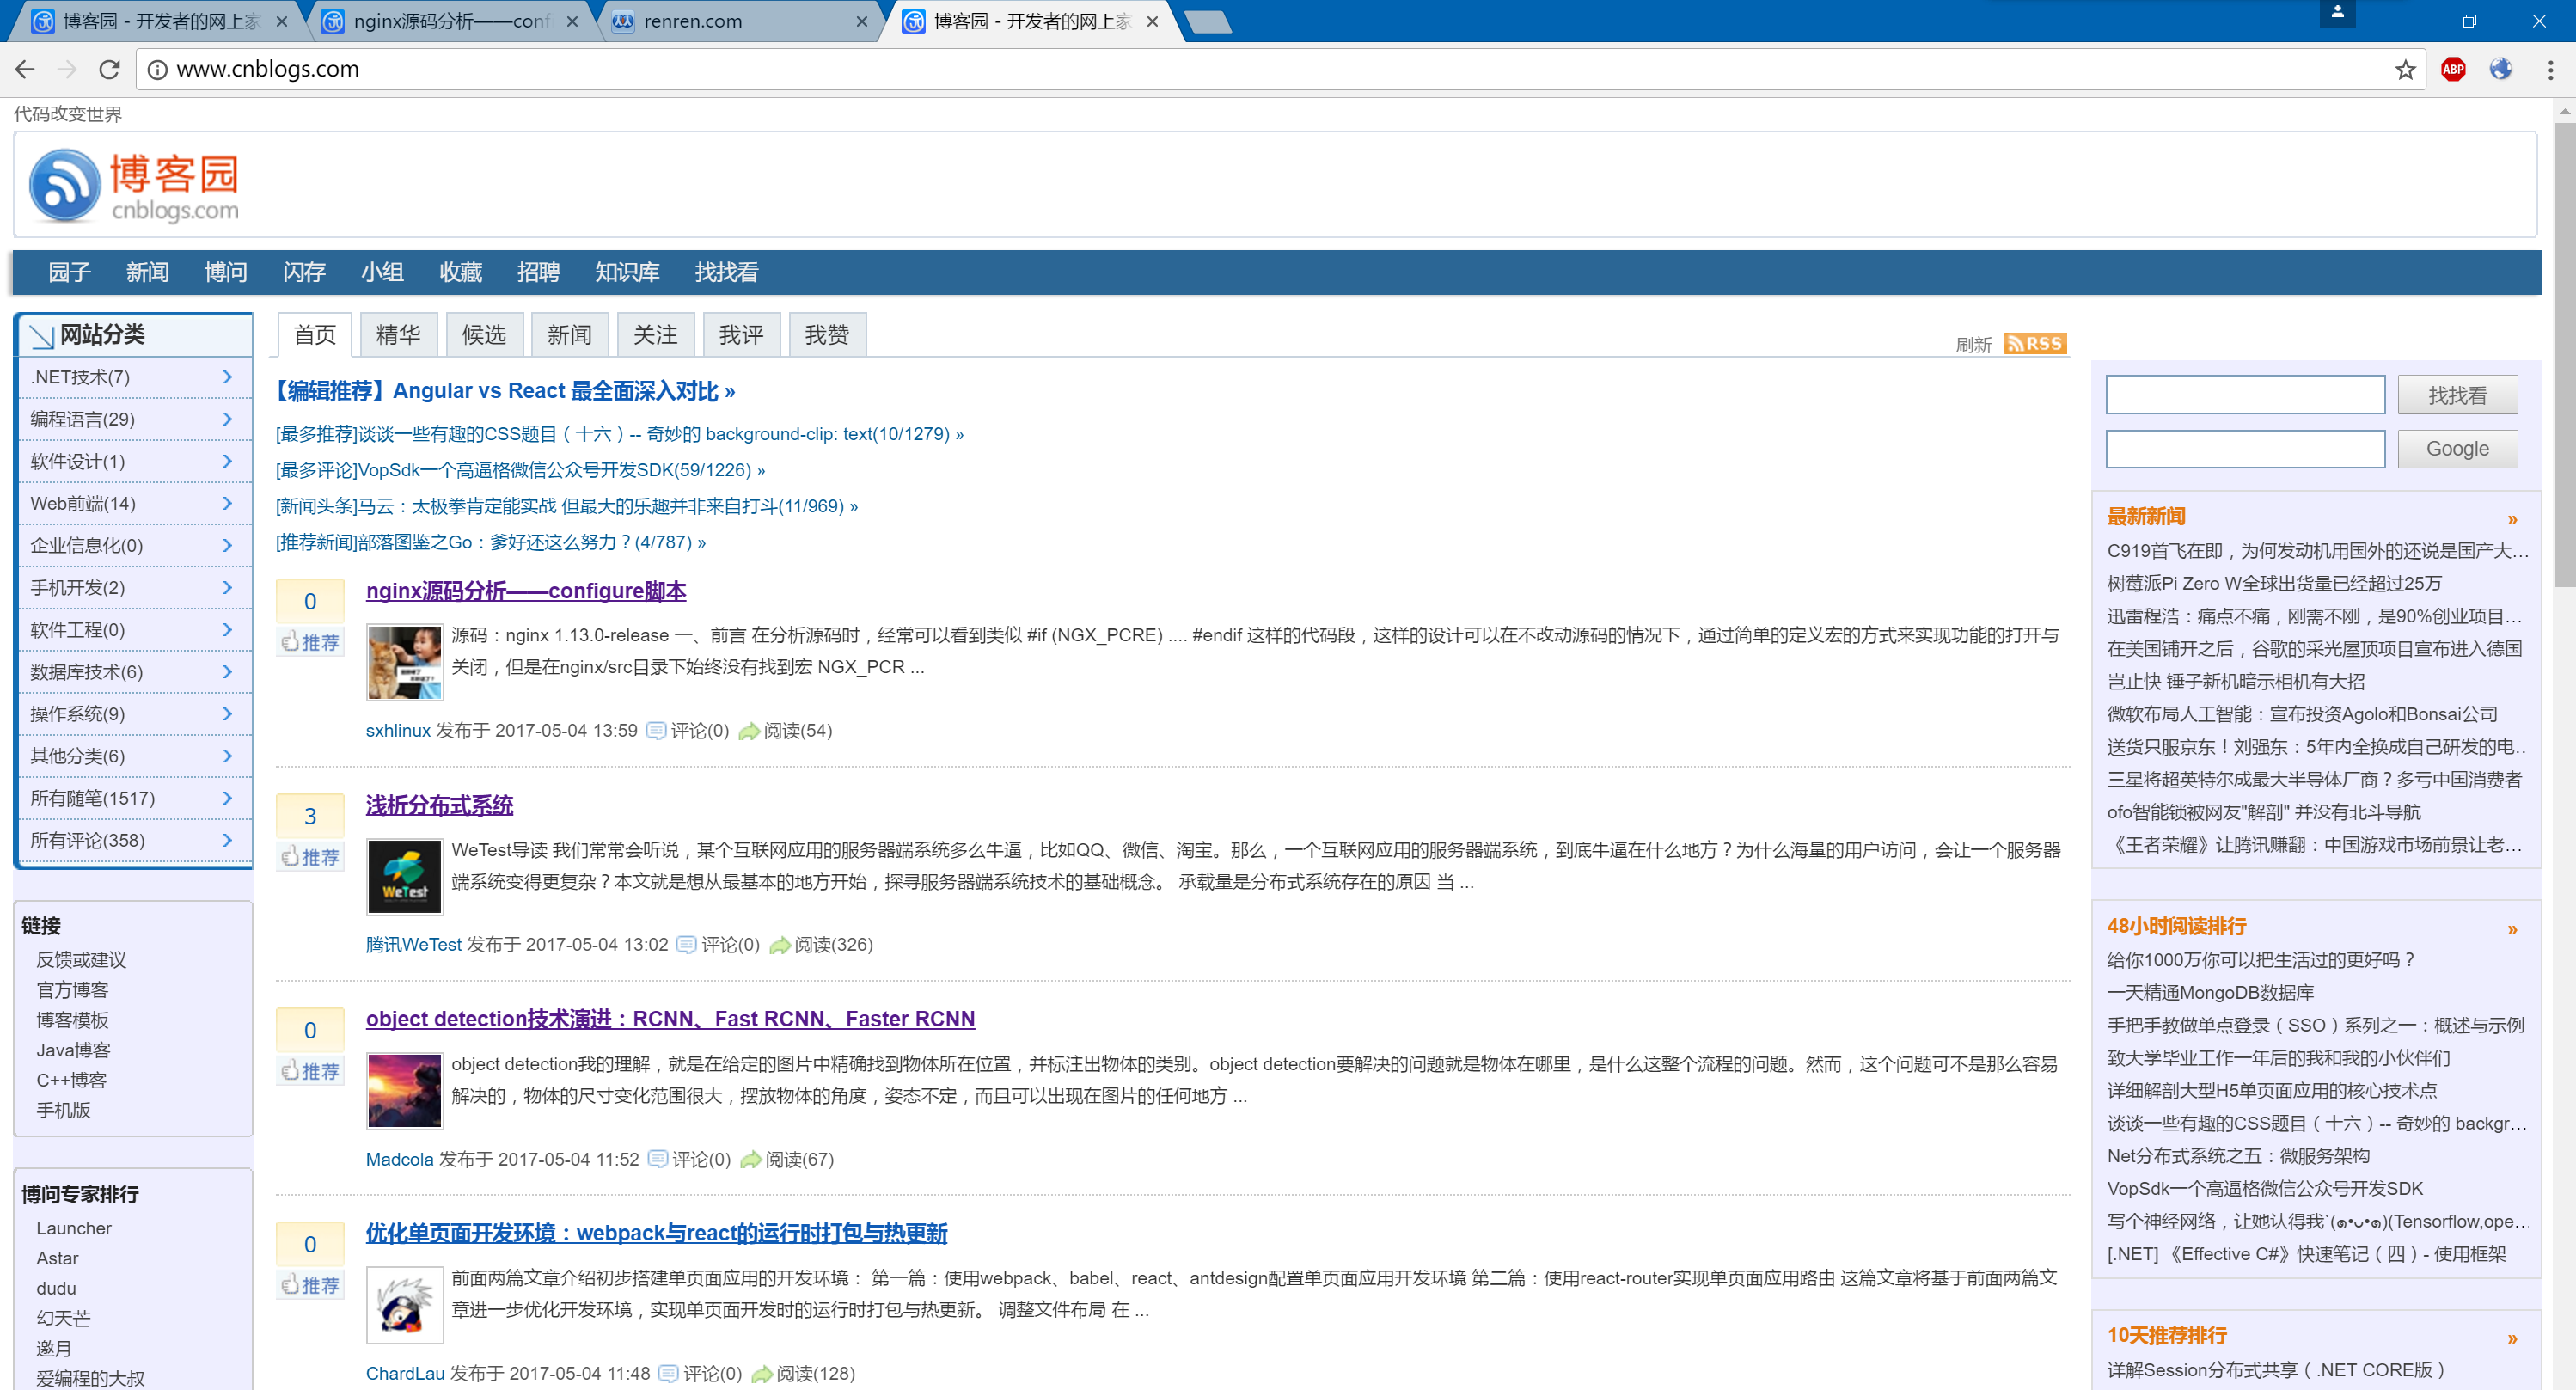 博客园 - 开发者的网上家
nginx源码分析——conf
renren.com
博客园 - 开发者的网上家
www.cnblogs.com
ABP
代码改变世界
博客园
cnblogs.com
园子 新闻 博问 闪存 小组 收藏 招聘 知识库 找找看
网站分类
.NET技术(7)
编程语言(29)
软件设计(1)
Web前端(14)
企业信息化(0)
手机开发(2)
软件工程(0)
数据库技术(6)
操作系统(9)
其他分类(6)
所有随笔(1517)
所有评论(358)
链接
反馈或建议
官方博客
博客模板
Java博客
C++博客
手机版
博问专家排行
Launcher
Astar
dudu
幻天芒
邀月
爱编程的大叔
首页 精华 候选 新闻 关注 我评 我赞
刷新 RSS
【编辑推荐】Angular vs React 最全面深入对比 »
[最多推荐]谈谈一些有趣的CSS题目（十六）-- 奇妙的 background-clip: text(10/1279) »
[最多评论]VopSdk一个高逼格微信公众号开发SDK(59/1226) »
[新闻头条]马云：太极拳肯定能实战 但最大的乐趣并非来自打斗(11/969) »
[推荐新闻]部落图鉴之Go：爹好还这么努力？(4/787) »
0
推荐
nginx源码分析——configure脚本
源码：nginx 1.13.0-release 一、前言 在分析源码时，经常可以看到类似 #if (NGX_PCRE) .... #endif 这样的代码段，这样的设计可以在不改动源码的情况下，通过简单的定义宏的方式来实现功能的打开与
关闭，但是在nginx/src目录下始终没有找到宏 NGX_PCR ...
sxhlinux 发布于 2017-05-04 13:59 评论(0) 阅读(54)
3
推荐
浅析分布式系统
WeTest
WeTest导读 我们常常会听说，某个互联网应用的服务器端系统多么牛逼，比如QQ、微信、淘宝。那么，一个互联网应用的服务器端系统，到底牛逼在什么地方？为什么海量的用户访问，会让一个服务器
端系统变得更复杂？本文就是想从最基本的地方开始，探寻服务器端系统技术的基础概念。 承载量是分布式系统存在的原因 当 ...
腾讯WeTest 发布于 2017-05-04 13:02 评论(0) 阅读(326)
0
推荐
object detection技术演进：RCNN、Fast RCNN、Faster RCNN
object detection我的理解，就是在给定的图片中精确找到物体所在位置，并标注出物体的类别。object detection要解决的问题就是物体在哪里，是什么这整个流程的问题。然而，这个问题可不是那么容易
解决的，物体的尺寸变化范围很大，摆放物体的角度，姿态不定，而且可以出现在图片的任何地方 ...
Madcola 发布于 2017-05-04 11:52 评论(0) 阅读(67)
0
推荐
优化单页面开发环境：webpack与react的运行时打包与热更新
前面两篇文章介绍初步搭建单页面应用的开发环境： 第一篇：使用webpack、babel、react、antdesign配置单页面应用开发环境 第二篇：使用react-router实现单页面应用路由 这篇文章将基于前面两篇文
章进一步优化开发环境，实现单页面开发时的运行时打包与热更新。 调整文件布局 在 ...
ChardLau 发布于 2017-05-04 11:48 评论(0) 阅读(128)
找找看
Google
最新新闻 »
C919首飞在即，为何发动机用国外的还说是国产大...
树莓派Pi Zero W全球出货量已经超过25万
迅雷程浩：痛点不痛，刚需不刚，是90%创业项目...
在美国铺开之后，谷歌的采光屋顶项目宣布进入德国
岂止快 锤子新机暗示相机有大招
微软布局人工智能：宣布投资Agolo和Bonsai公司
送货只服京东！刘强东：5年内全换成自己研发的电..
三星将超英特尔成最大半导体厂商？多亏中国消费者
ofo智能锁被网友"解剖" 并没有北斗导航
《王者荣耀》让腾讯赚翻：中国游戏市场前景让老...
48小时阅读排行 »
给你1000万你可以把生活过的更好吗？
一天精通MongoDB数据库
手把手教做单点登录（SSO）系列之一：概述与示例
致大学毕业工作一年后的我和我的小伙伴们
详细解剖大型H5单页面应用的核心技术点
谈谈一些有趣的CSS题目（十六）-- 奇妙的 backgr...
Net分布式系统之五：微服务架构
VopSdk一个高逼格微信公众号开发SDK
写个神经网络，让她认得我`(๑•ᴗ•๑)(Tensorflow,ope...
[.NET] 《Effective C#》快速笔记（四）- 使用框架
10天推荐排行 »
详解Session分布式共享（.NET CORE版）